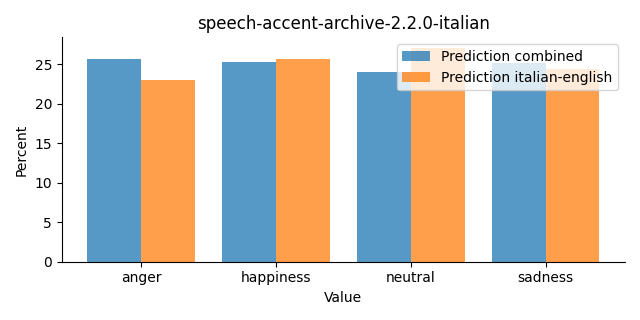 speech-accent-archive-2.2.0-italian
Prediction combined
Prediction italian-english
Percent
25
20
15
10
5
0
anger happiness neutral sadness
Value